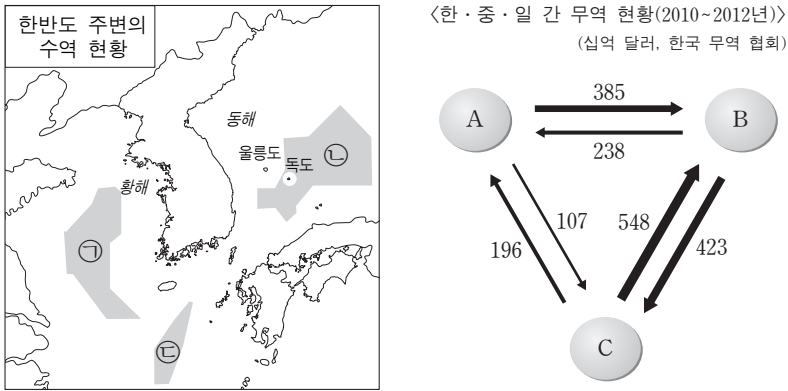 한반도 주변의
수역 현황
동해
울릉도
독도
황해
㉠
㉡
㉢
〈한·중·일 간 무역 현황(2010~2012년)〉
(십억 달러, 한국 무역 협회)
A
385
B
238
107
548
196
423
C